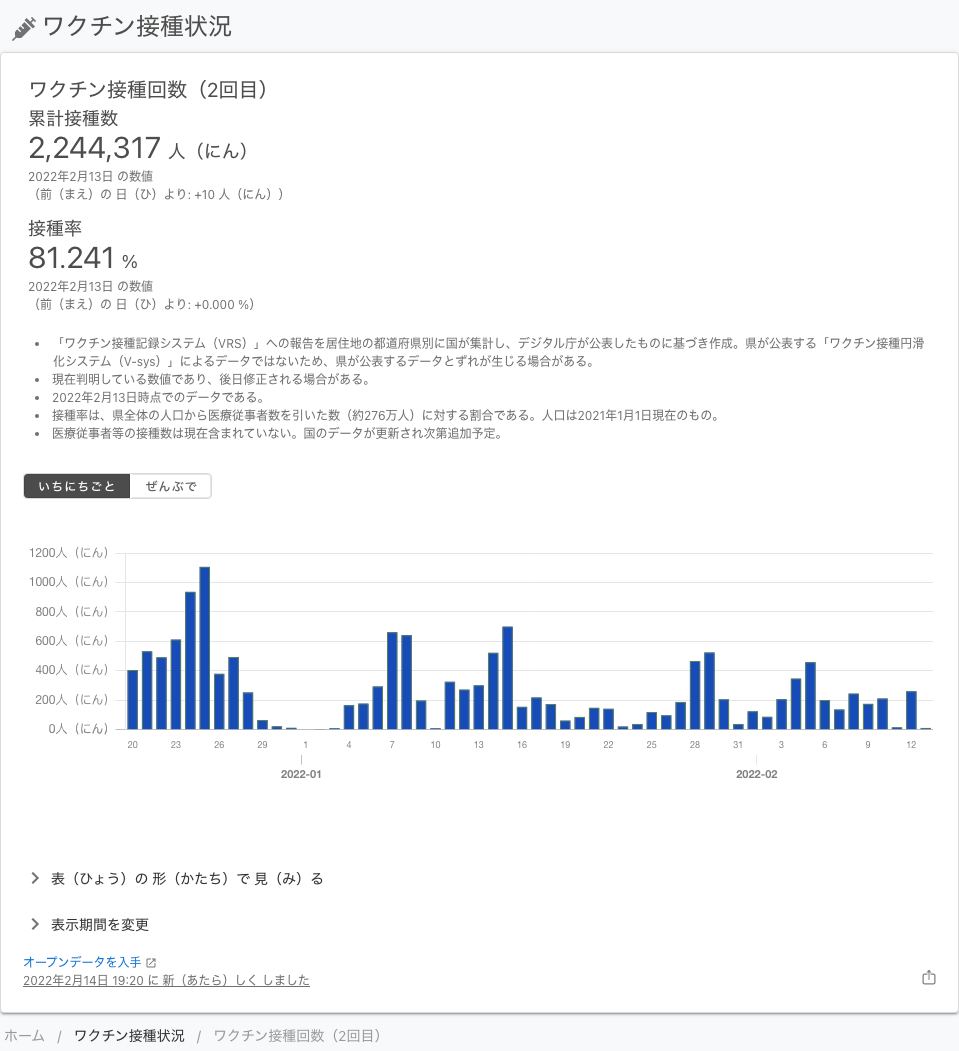 ワクチン接種状況
ワクチン接種回数（2回目）
累計接種数
2,244,317 人（にん）
2022年2月13日 の数値
（前（まえ）の 日（ひ）より: +10 人（にん））
接種率
81.241 %
2022年2月13日 の数値
（前（まえ）の 日（ひ）より: +0.000 %）
• 「ワクチン接種記録システム（VRS）」への報告を居住地の都道府県別に国が集計し、デジタル庁が公表したものに基づき作成。県が公表する「ワクチン接種円滑
化システム（V-sys）」によるデータではないため、県が公表するデータとずれが生じる場合がある。
• 現在判明している数値であり、後日修正される場合がある。
• 2022年2月13日時点でのデータである。
• 接種率は、県全体の人口から医療従事者数を引いた数（約276万人）に対する割合である。人口は2021年1月1日現在のもの。
• 医療従事者等の接種数は現在含まれていない。国のデータが更新され次第追加予定。
いちにちごと ぜんぶで
1200人（にん）
1000人（にん）
800人（にん）
600人（にん）
400人（にん）
200人（にん）
0人（にん）
20 23 26 29 1 4 7 10 13 16 19 22 25 28 31 3 6 9 12
2022-01 2022-02
表（ひょう）の 形（かたち）で 見（み）る
表示期間を変更
オープンデータを入手
2022年2月14日 19:20 に 新（あたら）しく しました
ホーム / ワクチン接種状況 / ワクチン接種回数（2回目）